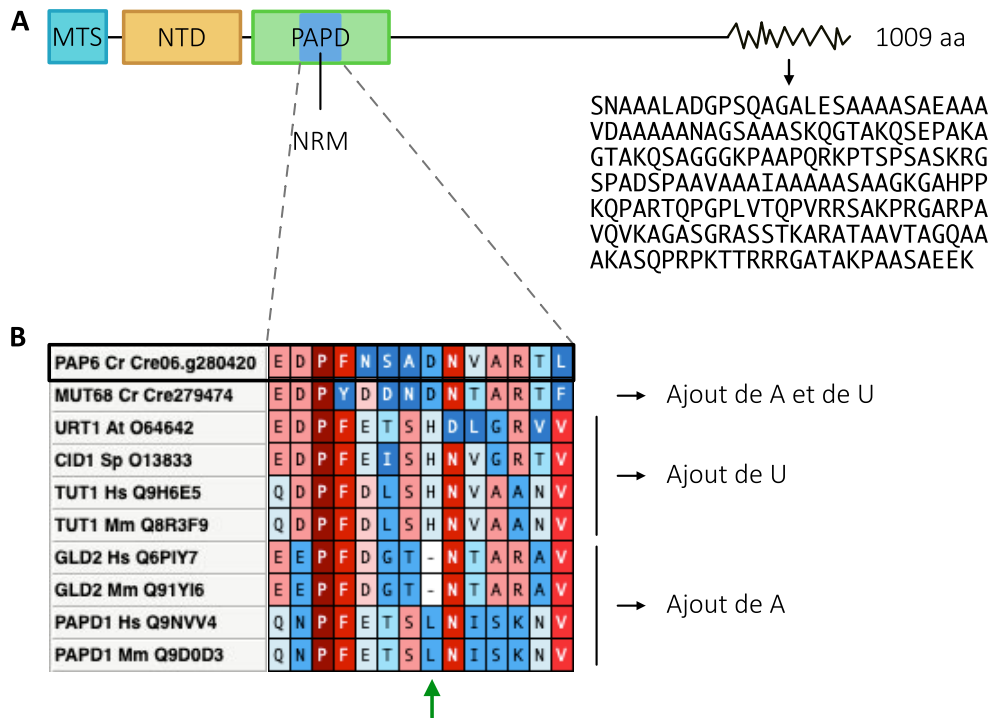 A
MTS NTD PAPD 1009 aa
NRM
SNAAALADGPSQAGALESAAAASAEAAA
VDAAAAANAGSAAASKQGTAKQSEPAKA
GTAKQSAGGGKPAAPQRKPTSPSASKRG
SPADSPAAVAAAIAAAAASAAGKGAHPP
KQPARTQPGPLVTQPVRRSAKPRGARPA
VQVKAGASGRASSTKARATAAVTAGQAA
AKASQPRPKTTRRRGATAKPAASAEEK
B
PAP6 Cr Cre06.g280420 E D P F N S A D N V A R T L
MUT68 Cr Cre279474 E D P Y D D N D N T A R T F
URT1 At O64642 E D P F E T S H D L G R V V
CID1 Sp O13833 E D P F E I S H N V G R T V
TUT1 Hs Q9H6E5 Q D P F D L S H N V A A N V
TUT1 Mm Q8R3F9 Q D P F D L S H N V A A N V
GLD2 Hs Q6PIY7 E E P F D G T - N T A R A V
GLD2 Mm Q91YI6 E E P F D G T - N T A R A V
PAPD1 Hs Q9NVV4 Q N P F E T S L N I S K N V
PAPD1 Mm Q9D0D3 Q N P F E T S L N I S K N V
Ajout de A et de U
Ajout de U
Ajout de A